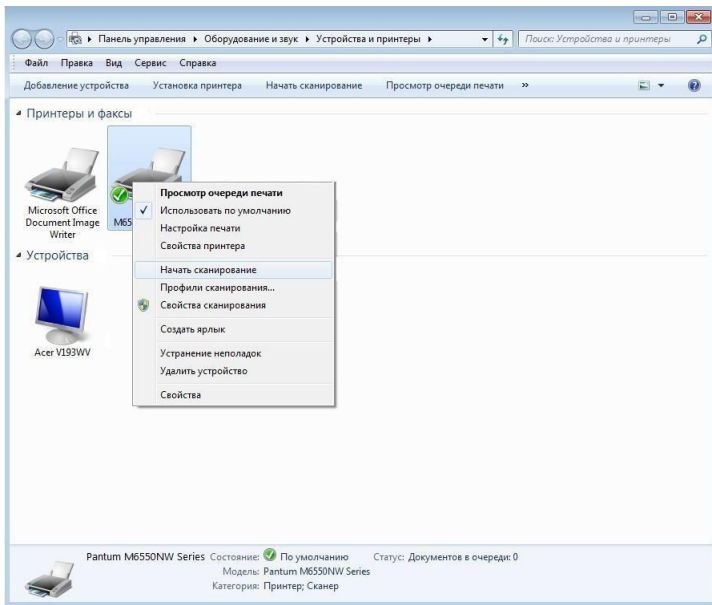 Панель управления ▸ Оборудование и звук ▸ Устройства и принтеры ▸
Поиск: Устройства и принтеры
Файл Правка Вид Сервис Справка
Добавление устройства Установка принтера Начать сканирование Просмотр очереди печати »
Принтеры и факсы
Microsoft Office
Document Image
Writer
M65
Просмотр очереди печати
Использовать по умолчанию
Настройка печати
Свойства принтера
Начать сканирование
Профили сканирования...
Свойства сканирования
Создать ярлык
Устранение неполадок
Удалить устройство
Свойства
Устройства
Acer V193WV
Pantum M6550NW Series Состояние: По умолчанию Статус: Документов в очереди: 0
Модель: Pantum M6550NW Series
Категория: Принтер; Сканер